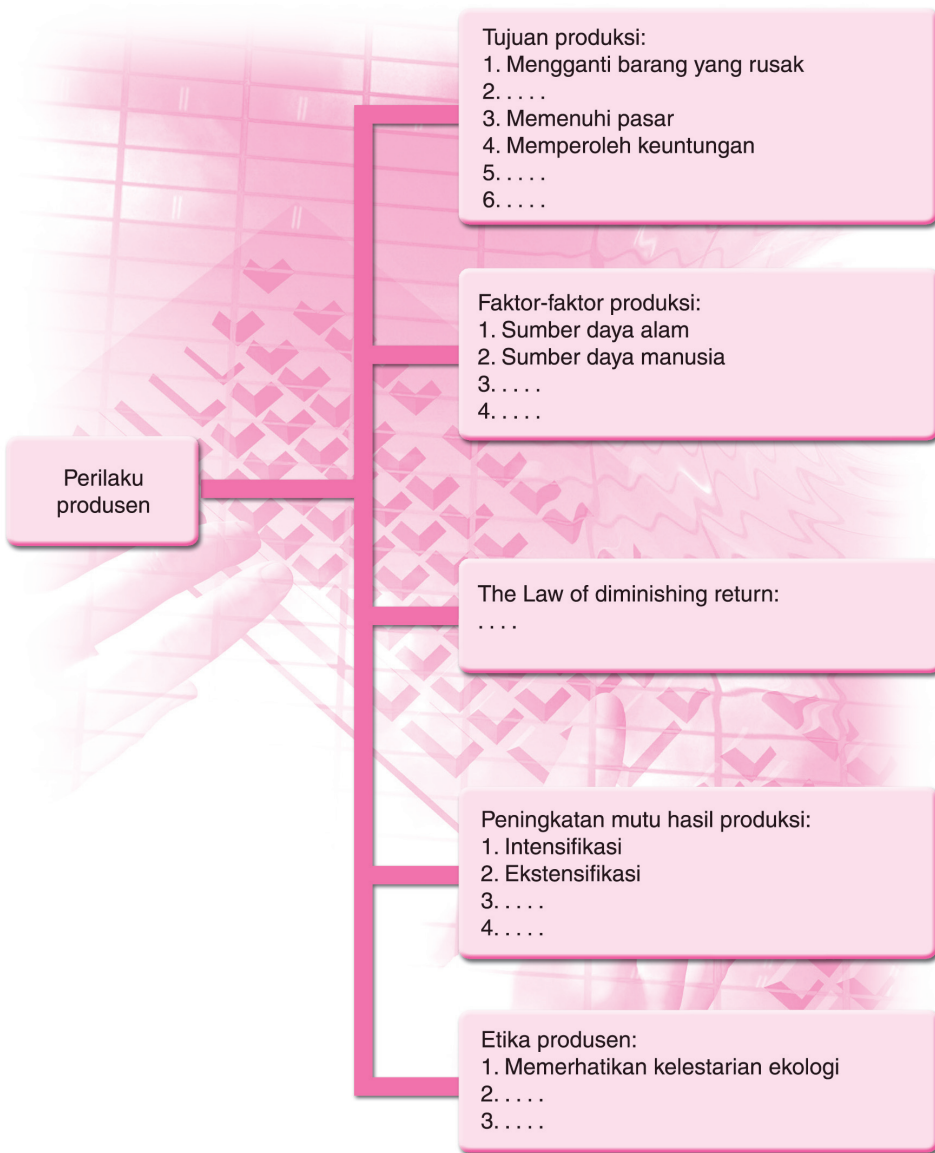 Tujuan produksi:
1. Mengganti barang yang rusak
2. . . . .
3. Memenuhi pasar
4. Memperoleh keuntungan
5. . . . .
6. . . . .
Faktor-faktor produksi:
1. Sumber daya alam
2. Sumber daya manusia
3. . . . .
4. . . . .
Perilaku
produsen
The Law of diminishing return:
. . . .
Peningkatan mutu hasil produksi:
1. Intensifikasi
2. Ekstensifikasi
3. . . . .
4. . . . .
Etika produsen:
1. Memerhatikan kelestarian ekologi
2. . . . .
3. . . . .